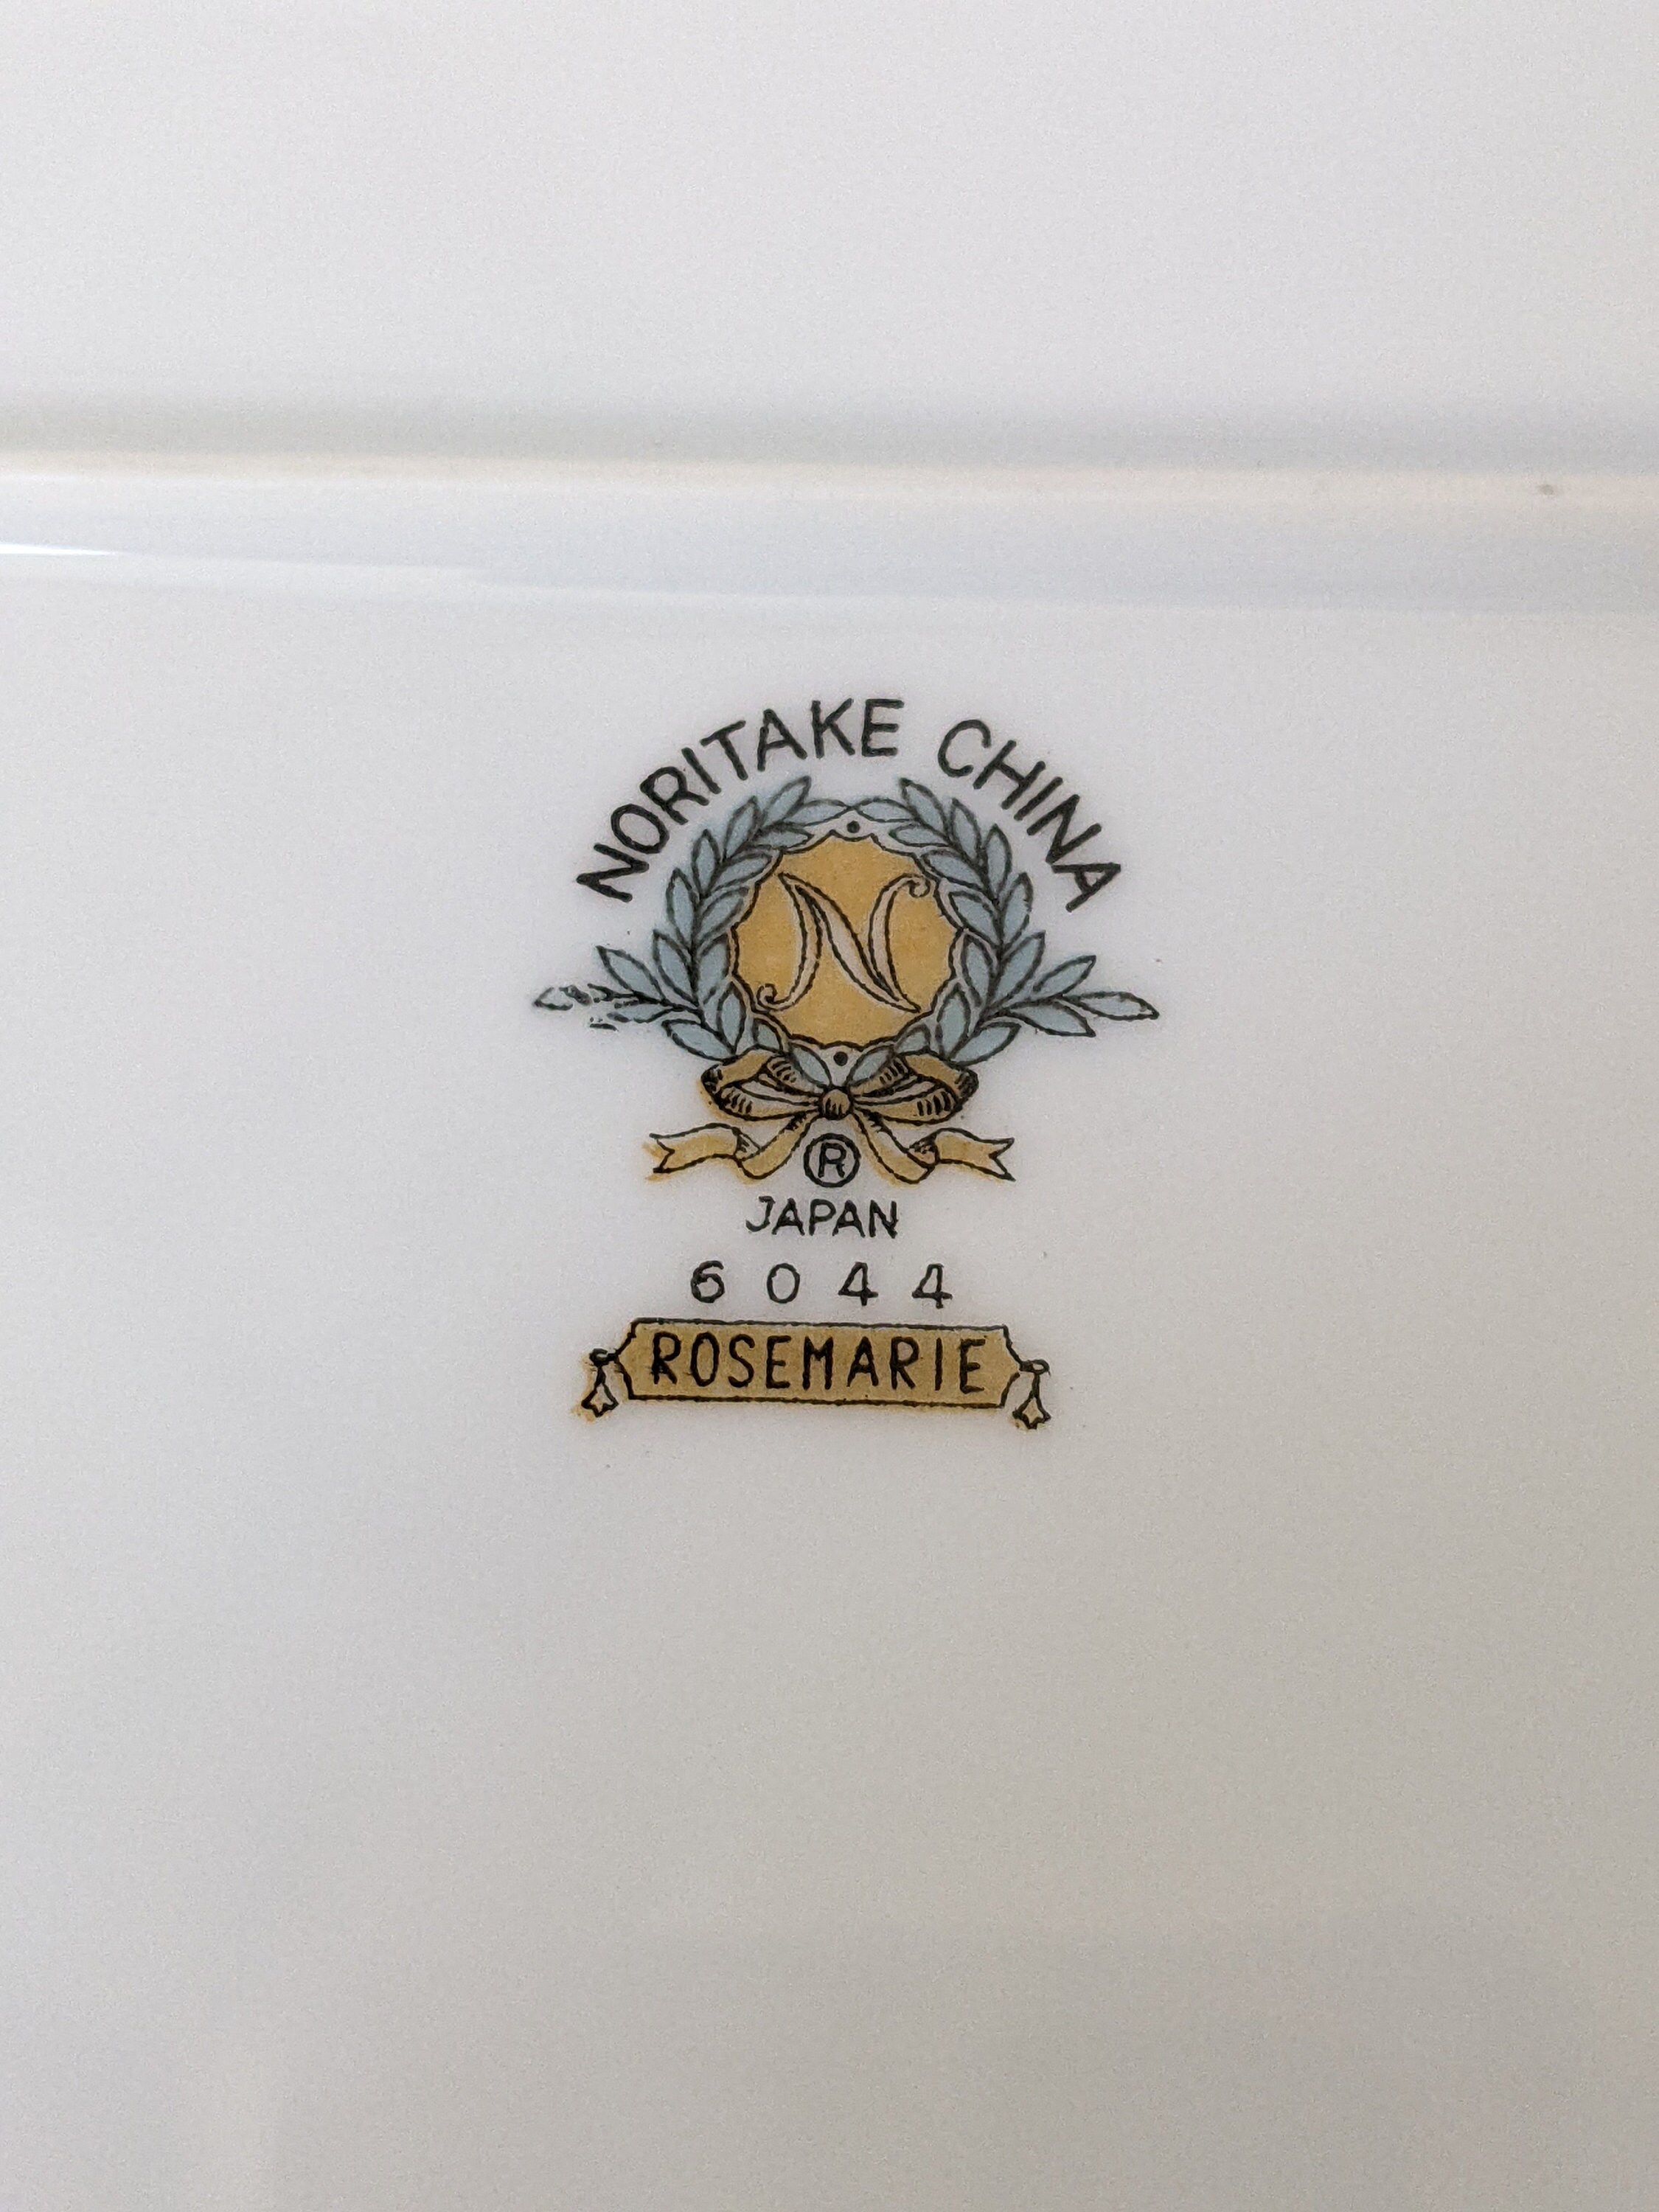 NORITAKE CHINA
N
®
JAPAN
6044
ROSEMARIE